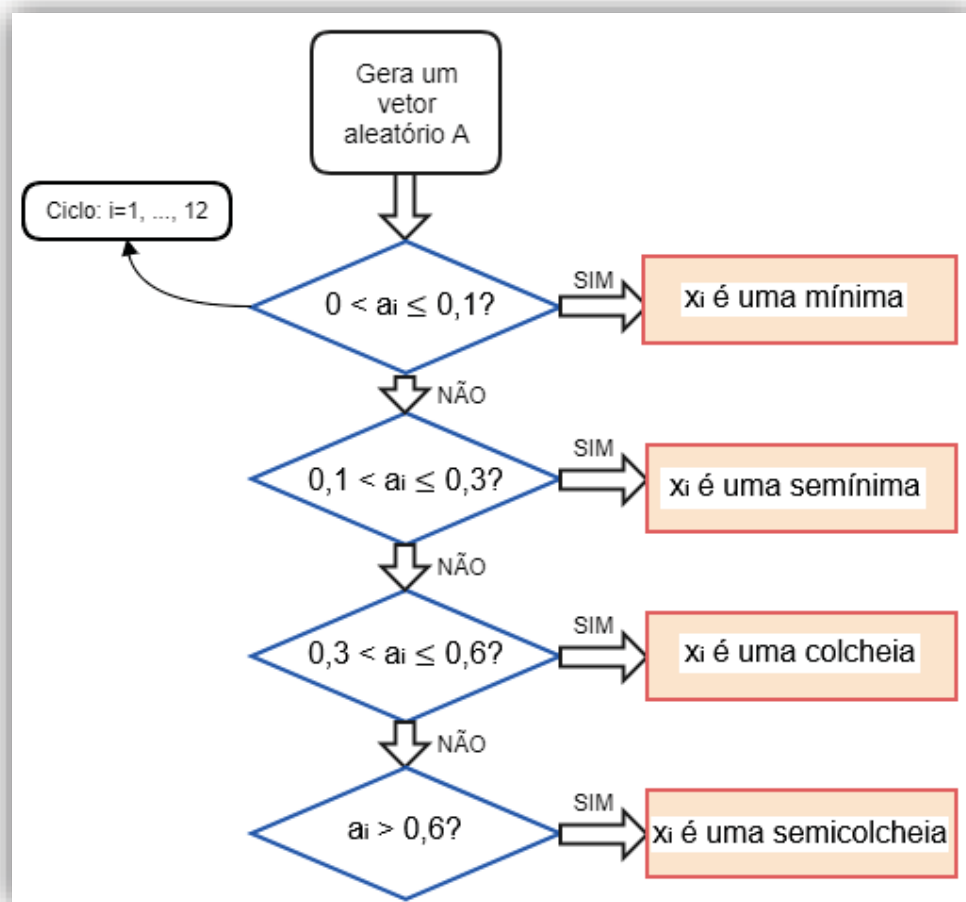 Gera um
vetor
aleatório A
Ciclo: i=1, ..., 12
0 < ai ≤ 0,1?
SIM
xi é uma mínima
NÃO
0,1 < ai ≤ 0,3?
SIM
xi é uma semínima
NÃO
0,3 < ai ≤ 0,6?
SIM
xi é uma colcheia
NÃO
ai > 0,6?
SIM
xi é uma semicolcheia